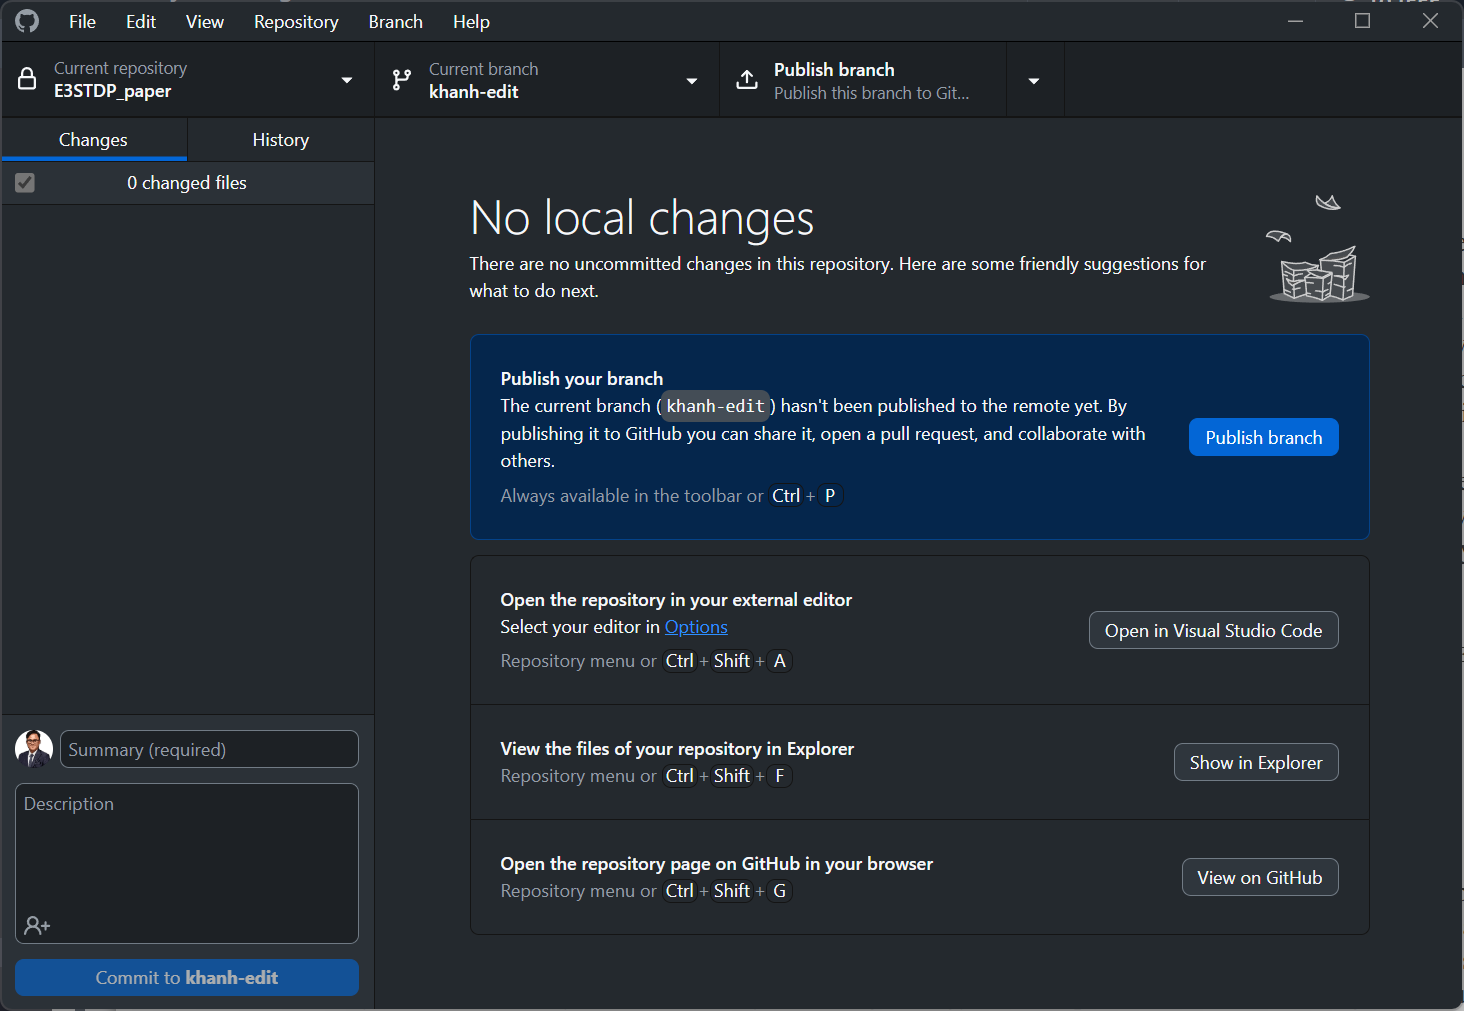 File Edit View Repository Branch Help
Current repository
E3STDP_paper
Current branch
khanh-edit
Publish branch
Publish this branch to Git...
Changes
History
0 changed files
No local changes
There are no uncommitted changes in this repository. Here are some friendly suggestions for
what to do next.
Publish your branch
The current branch (khanh-edit) hasn't been published to the remote yet. By
publishing it to GitHub you can share it, open a pull request, and collaborate with
others.
Always available in the toolbar or Ctrl + P
Publish branch
Open the repository in your external editor
Select your editor in Options
Repository menu or Ctrl + Shift + A
Open in Visual Studio Code
View the files of your repository in Explorer
Repository menu or Ctrl + Shift + F
Show in Explorer
Open the repository page on GitHub in your browser
Repository menu or Ctrl + Shift + G
View on GitHub
Summary (required)
Description
Commit to khanh-edit